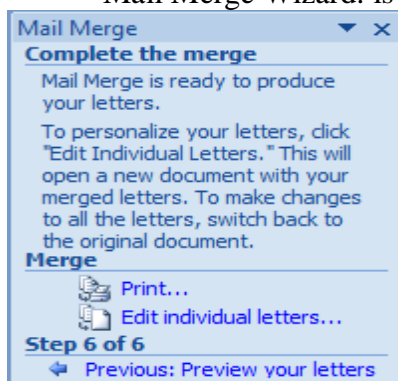 Mail Merge Wizard. is
Mail Merge
Complete the merge
Mail Merge is ready to produce
your letters.
To personalize your letters, click
"Edit Individual Letters." This will
open a new document with your
merged letters. To make changes
to all the letters, switch back to
the original document.
Merge
Print...
Edit individual letters...
Step 6 of 6
Previous: Preview your letters